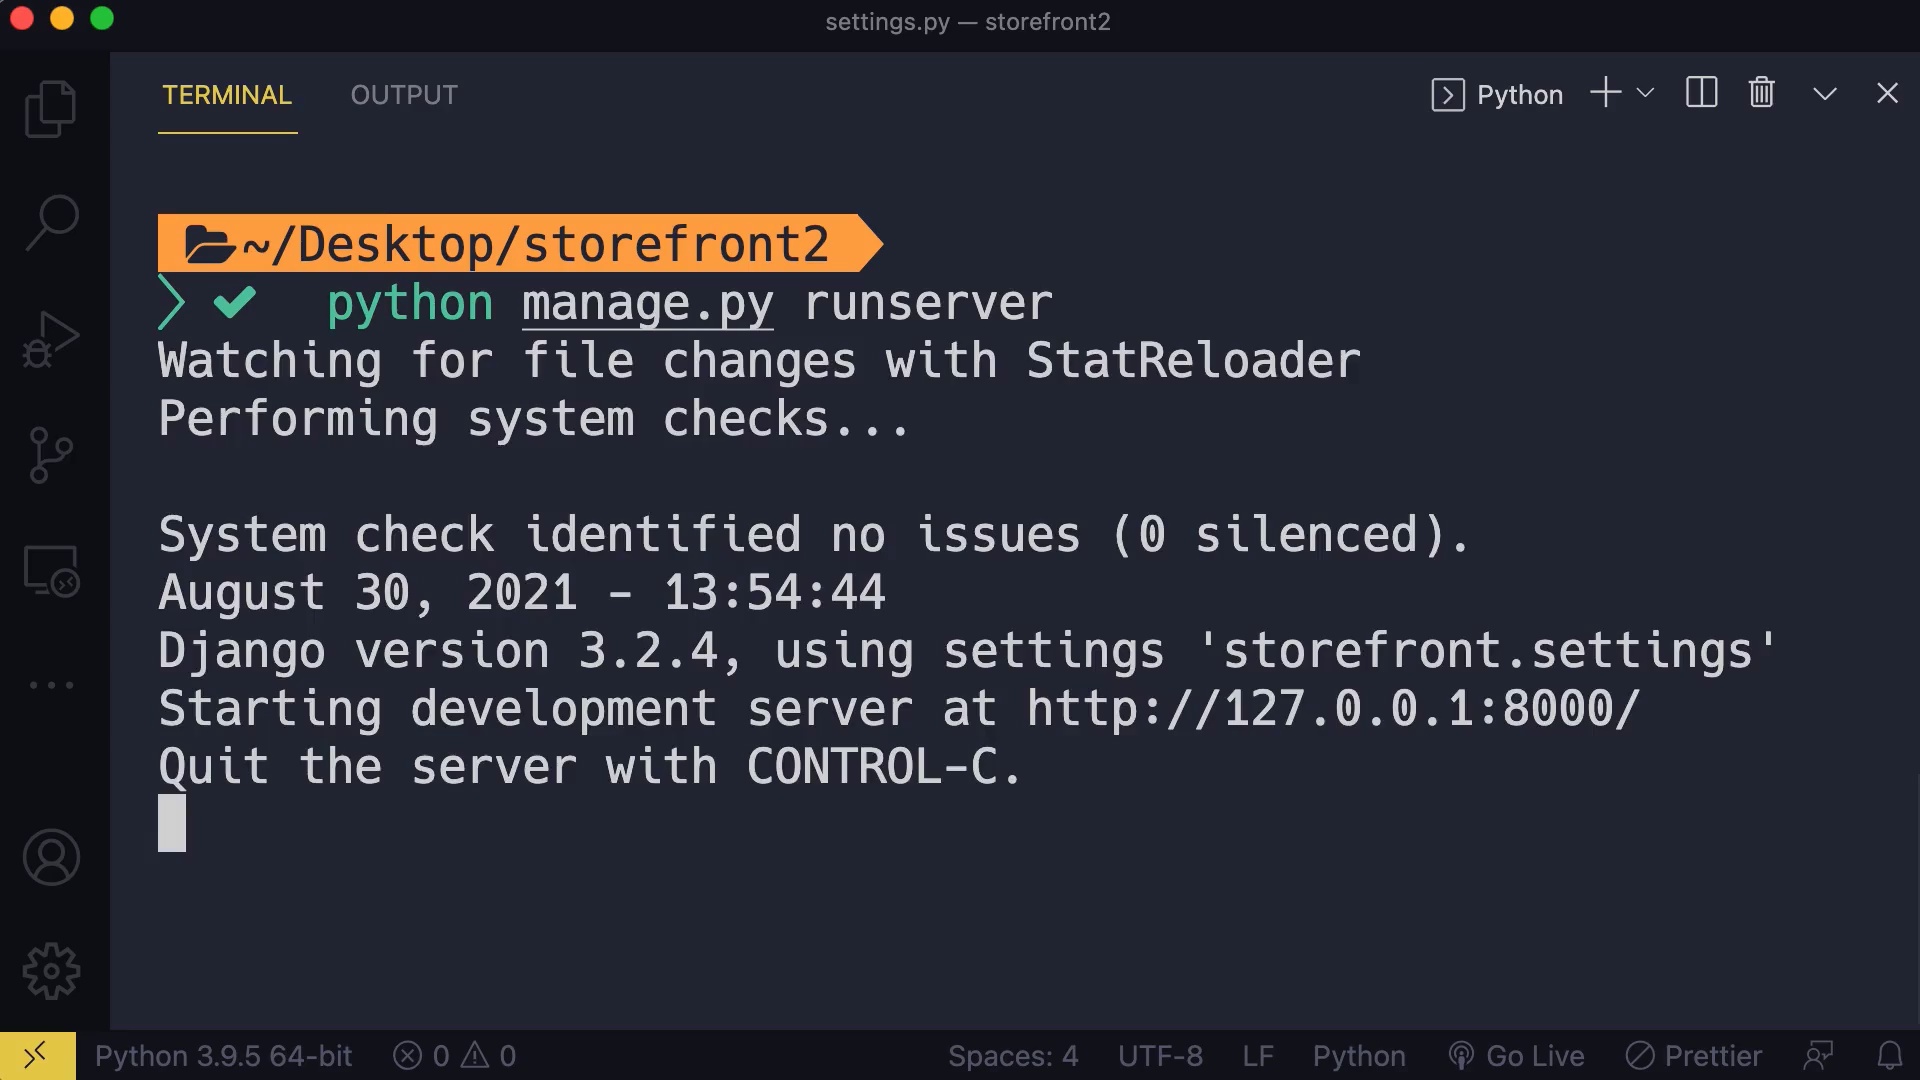 settings.py — storefront2
TERMINAL OUTPUT Python
~/Desktop/storefront2
python manage.py runserver
Watching for file changes with StatReloader
Performing system checks...
System check identified no issues (0 silenced).
August 30, 2021 - 13:54:44
Django version 3.2.4, using settings 'storefront.settings'
Starting development server at http://127.0.0.1:8000/
Quit the server with CONTROL-C.
Python 3.9.5 64-bit 0 0 Spaces: 4 UTF-8 LF Python Go Live Prettier